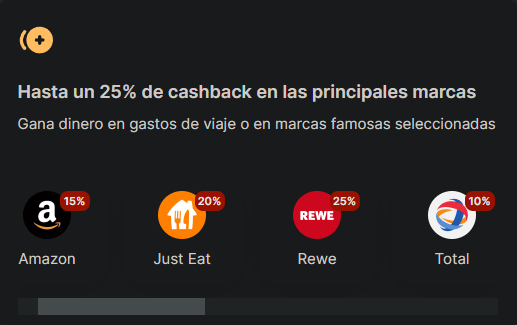 Hasta un 25% de cashback en las principales marcas
Gana dinero en gastos de viaje o en marcas famosas seleccionadas
a 15% 20% REWE 25% 10%
Amazon Just Eat Rewe Total